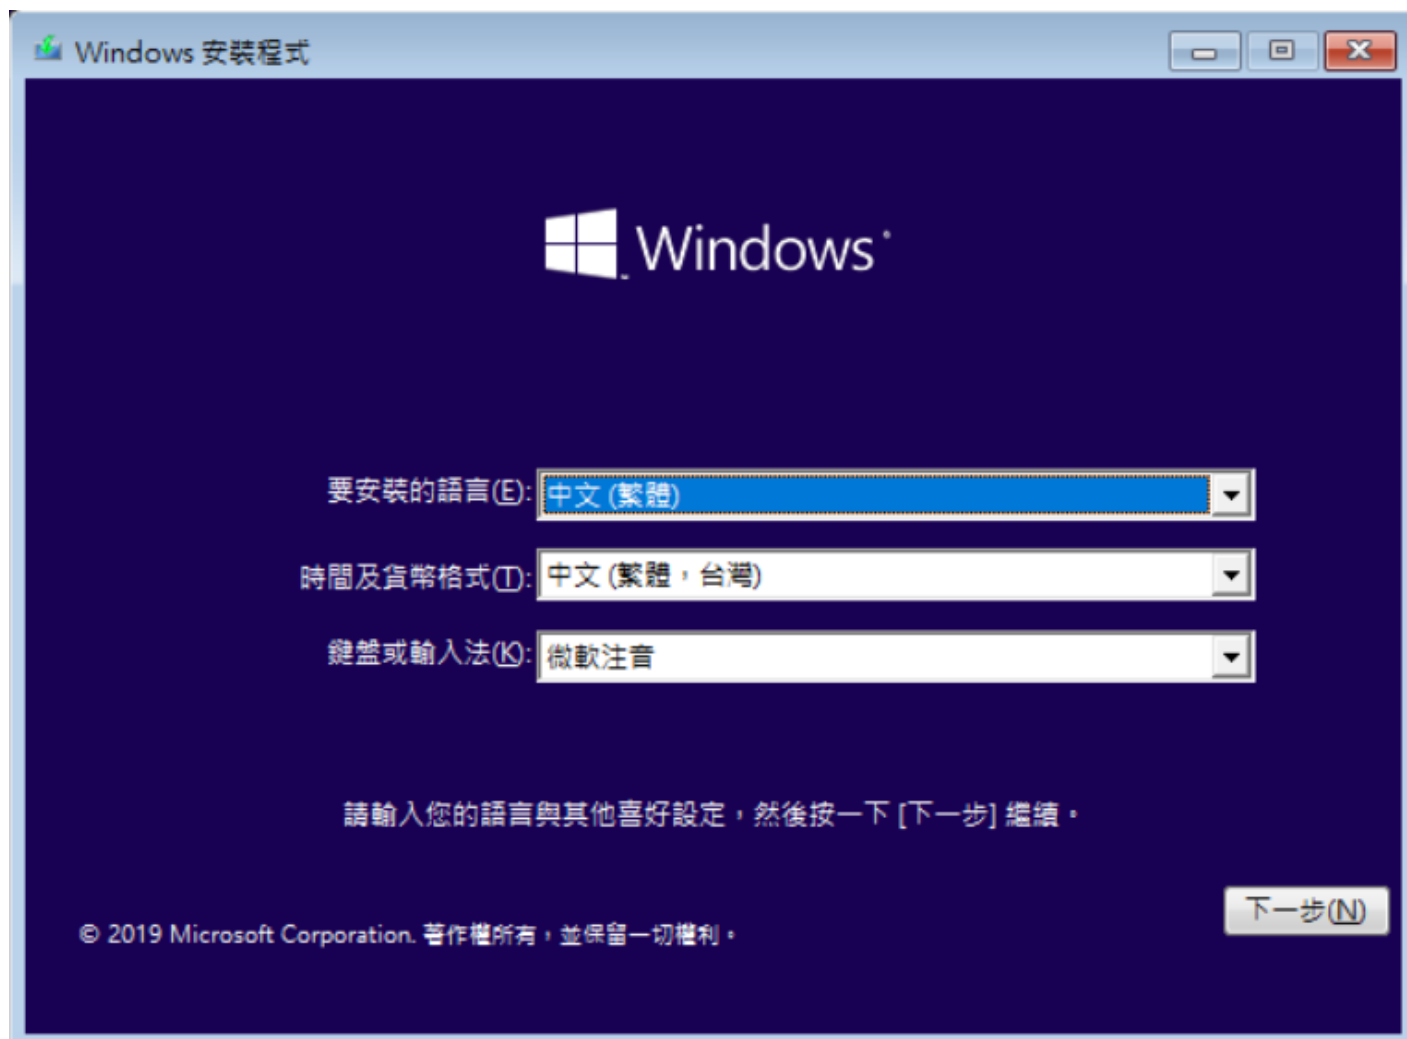 Windows 安裝程式
Windows
要安裝的語言(E): 中文 (繁體)
時間及貨幣格式(T): 中文 (繁體，台灣)
鍵盤或輸入法(K): 微軟注音
請輸入您的語言與其他喜好設定，然後按一下 [下一步] 繼續。
下一步(N)
© 2019 Microsoft Corporation. 著作權所有，並保留一切權利。